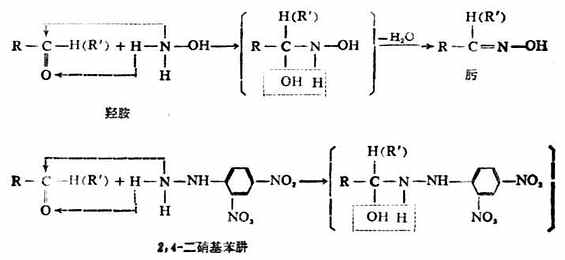 H(R′) H(R′)
R—C—H(R′) + H—N—OH → R—C—N—OH —H₂O→ R—C=N—OH
O H OH H 肟
羟胺
H(R′)
R—C—H(R′) + H—N—NH—NO₂ → R—C—N—NH—NO₂
O H NO₂ OH H NO₂
2,4-二硝基苯肼